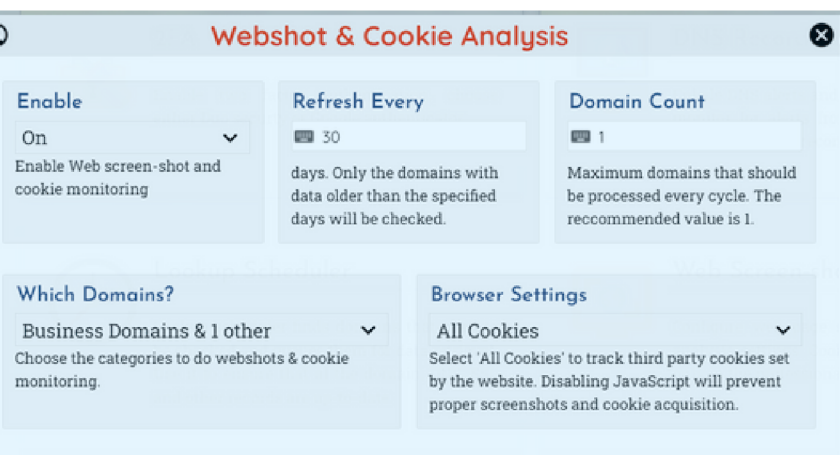 Webshot & Cookie Analysis
Enable
On
Enable Web screen-shot and
cookie monitoring
Refresh Every
30
days. Only the domains with
data older than the specified
days will be checked.
Domain Count
1
Maximum domains that should
be processed every cycle. The
reccommended value is 1.
Which Domains?
Business Domains & 1 other
Choose the categories to do webshots & cookie
monitoring.
Browser Settings
All Cookies
Select 'All Cookies' to track third party cookies set
by the website. Disabling JavaScript will prevent
proper screenshots and cookie acquisition.